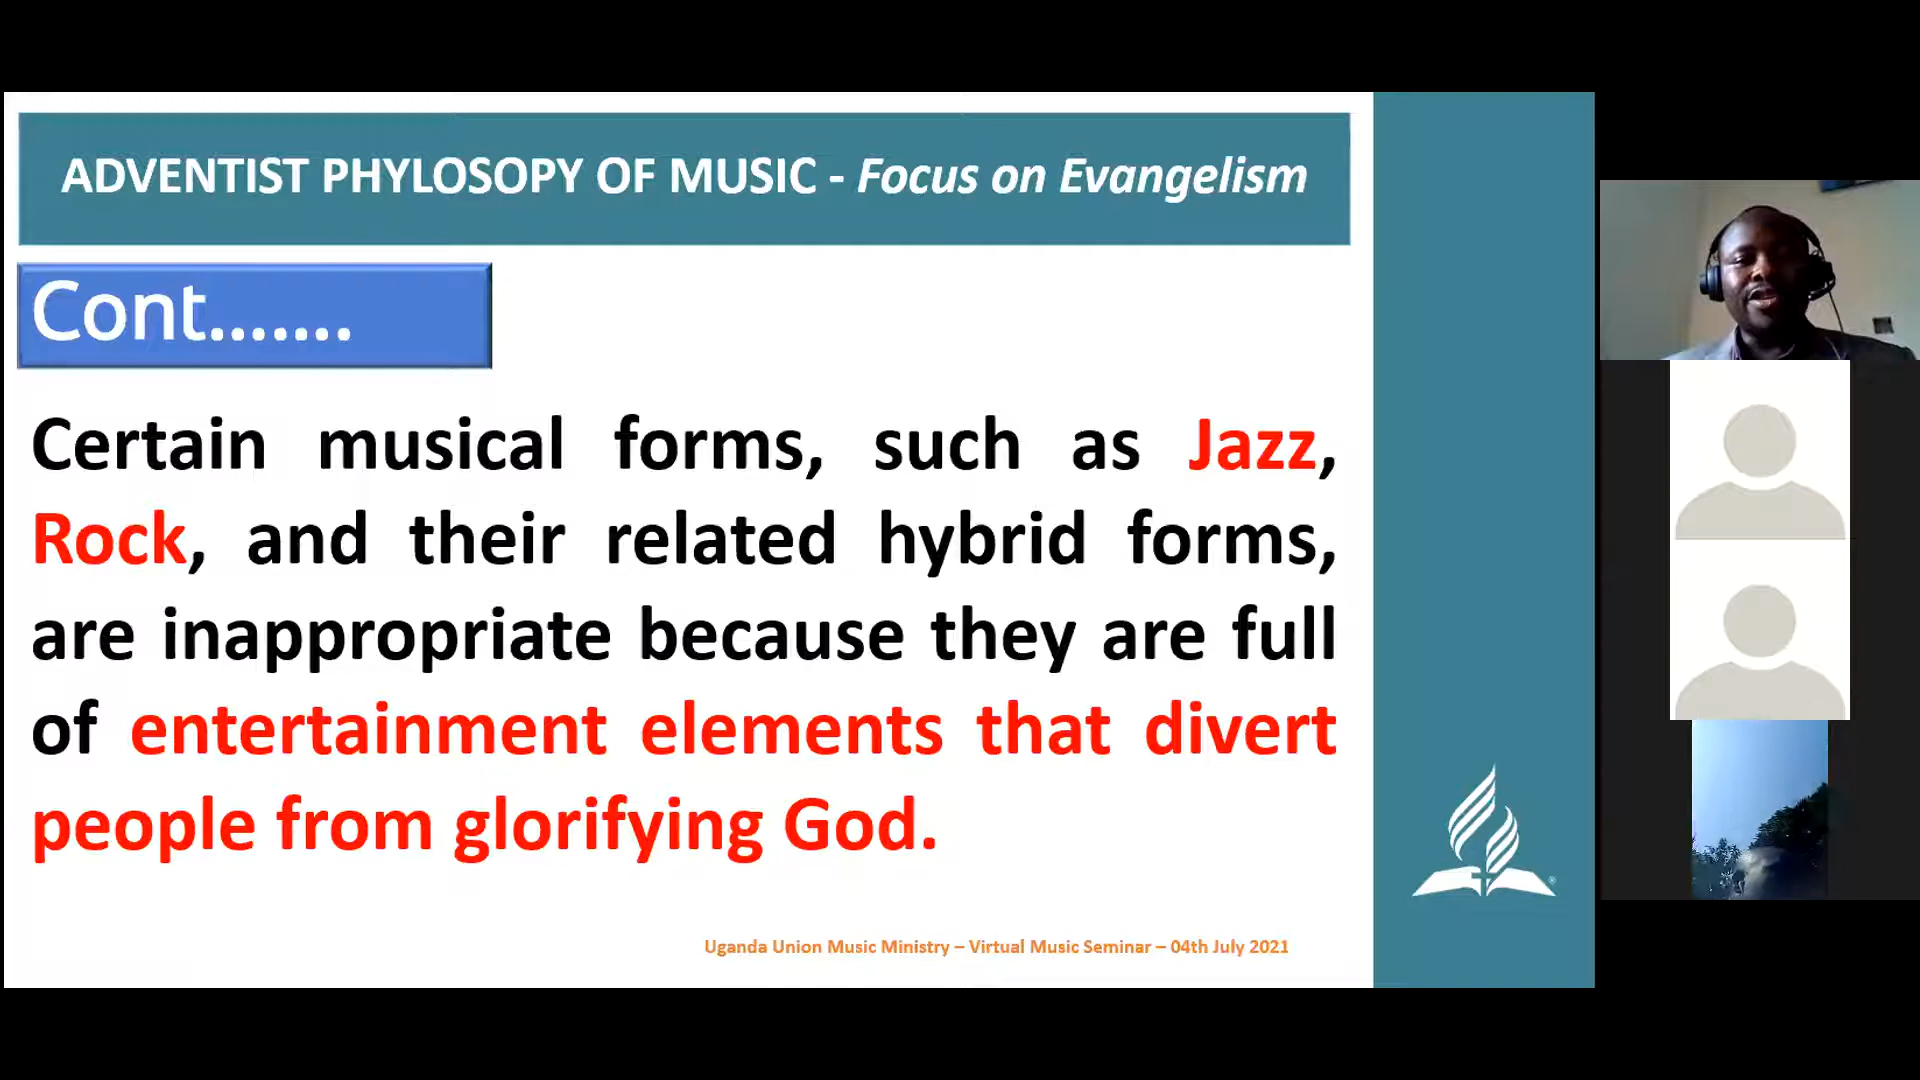 ADVENTIST PHYLOSOPY OF MUSIC - Focus on Evangelism
Cont.......
Certain musical forms, such as Jazz,
Rock, and their related hybrid forms,
are inappropriate because they are full
of entertainment elements that divert
people from glorifying God.
Uganda Union Music Ministry – Virtual Music Seminar – 04th July 2021